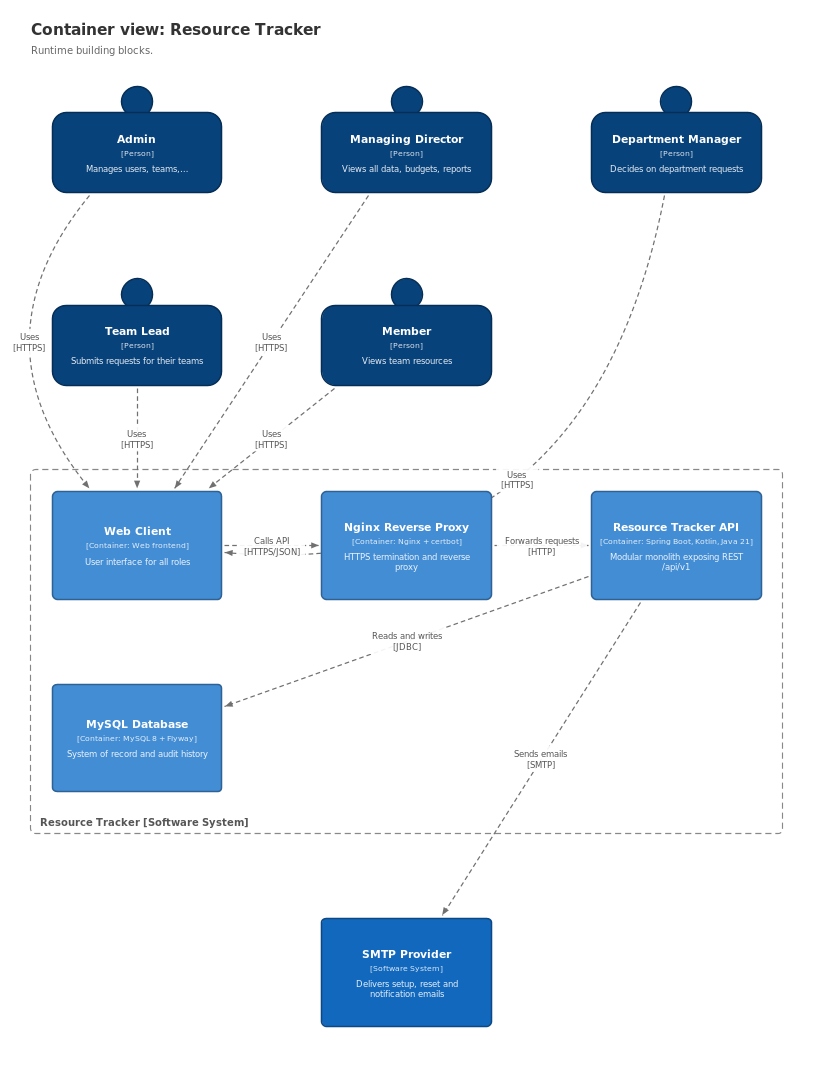 Container view: Resource Tracker
Runtime building blocks.
Admin
[Person]
Manages users, teams,...
Managing Director
[Person]
Views all data, budgets, reports
Department Manager
[Person]
Decides on department requests
Uses
[HTTPS]
Team Lead
[Person]
Submits requests for their teams
Uses
[HTTPS]
Member
[Person]
Views team resources
Uses
[HTTPS]
Uses
[HTTPS]
Uses
[HTTPS]
Web Client
[Container: Web frontend]
User interface for all roles
Calls API
[HTTPS/JSON]
Nginx Reverse Proxy
[Container: Nginx + certbot]
HTTPS termination and reverse
proxy
Forwards requests
[HTTP]
Resource Tracker API
[Container: Spring Boot, Kotlin, Java 21]
Modular monolith exposing REST
/api/v1
Reads and writes
[JDBC]
MySQL Database
[Container: MySQL 8 + Flyway]
System of record and audit history
Sends emails
[SMTP]
Resource Tracker [Software System]
SMTP Provider
[Software System]
Delivers setup, reset and
notification emails